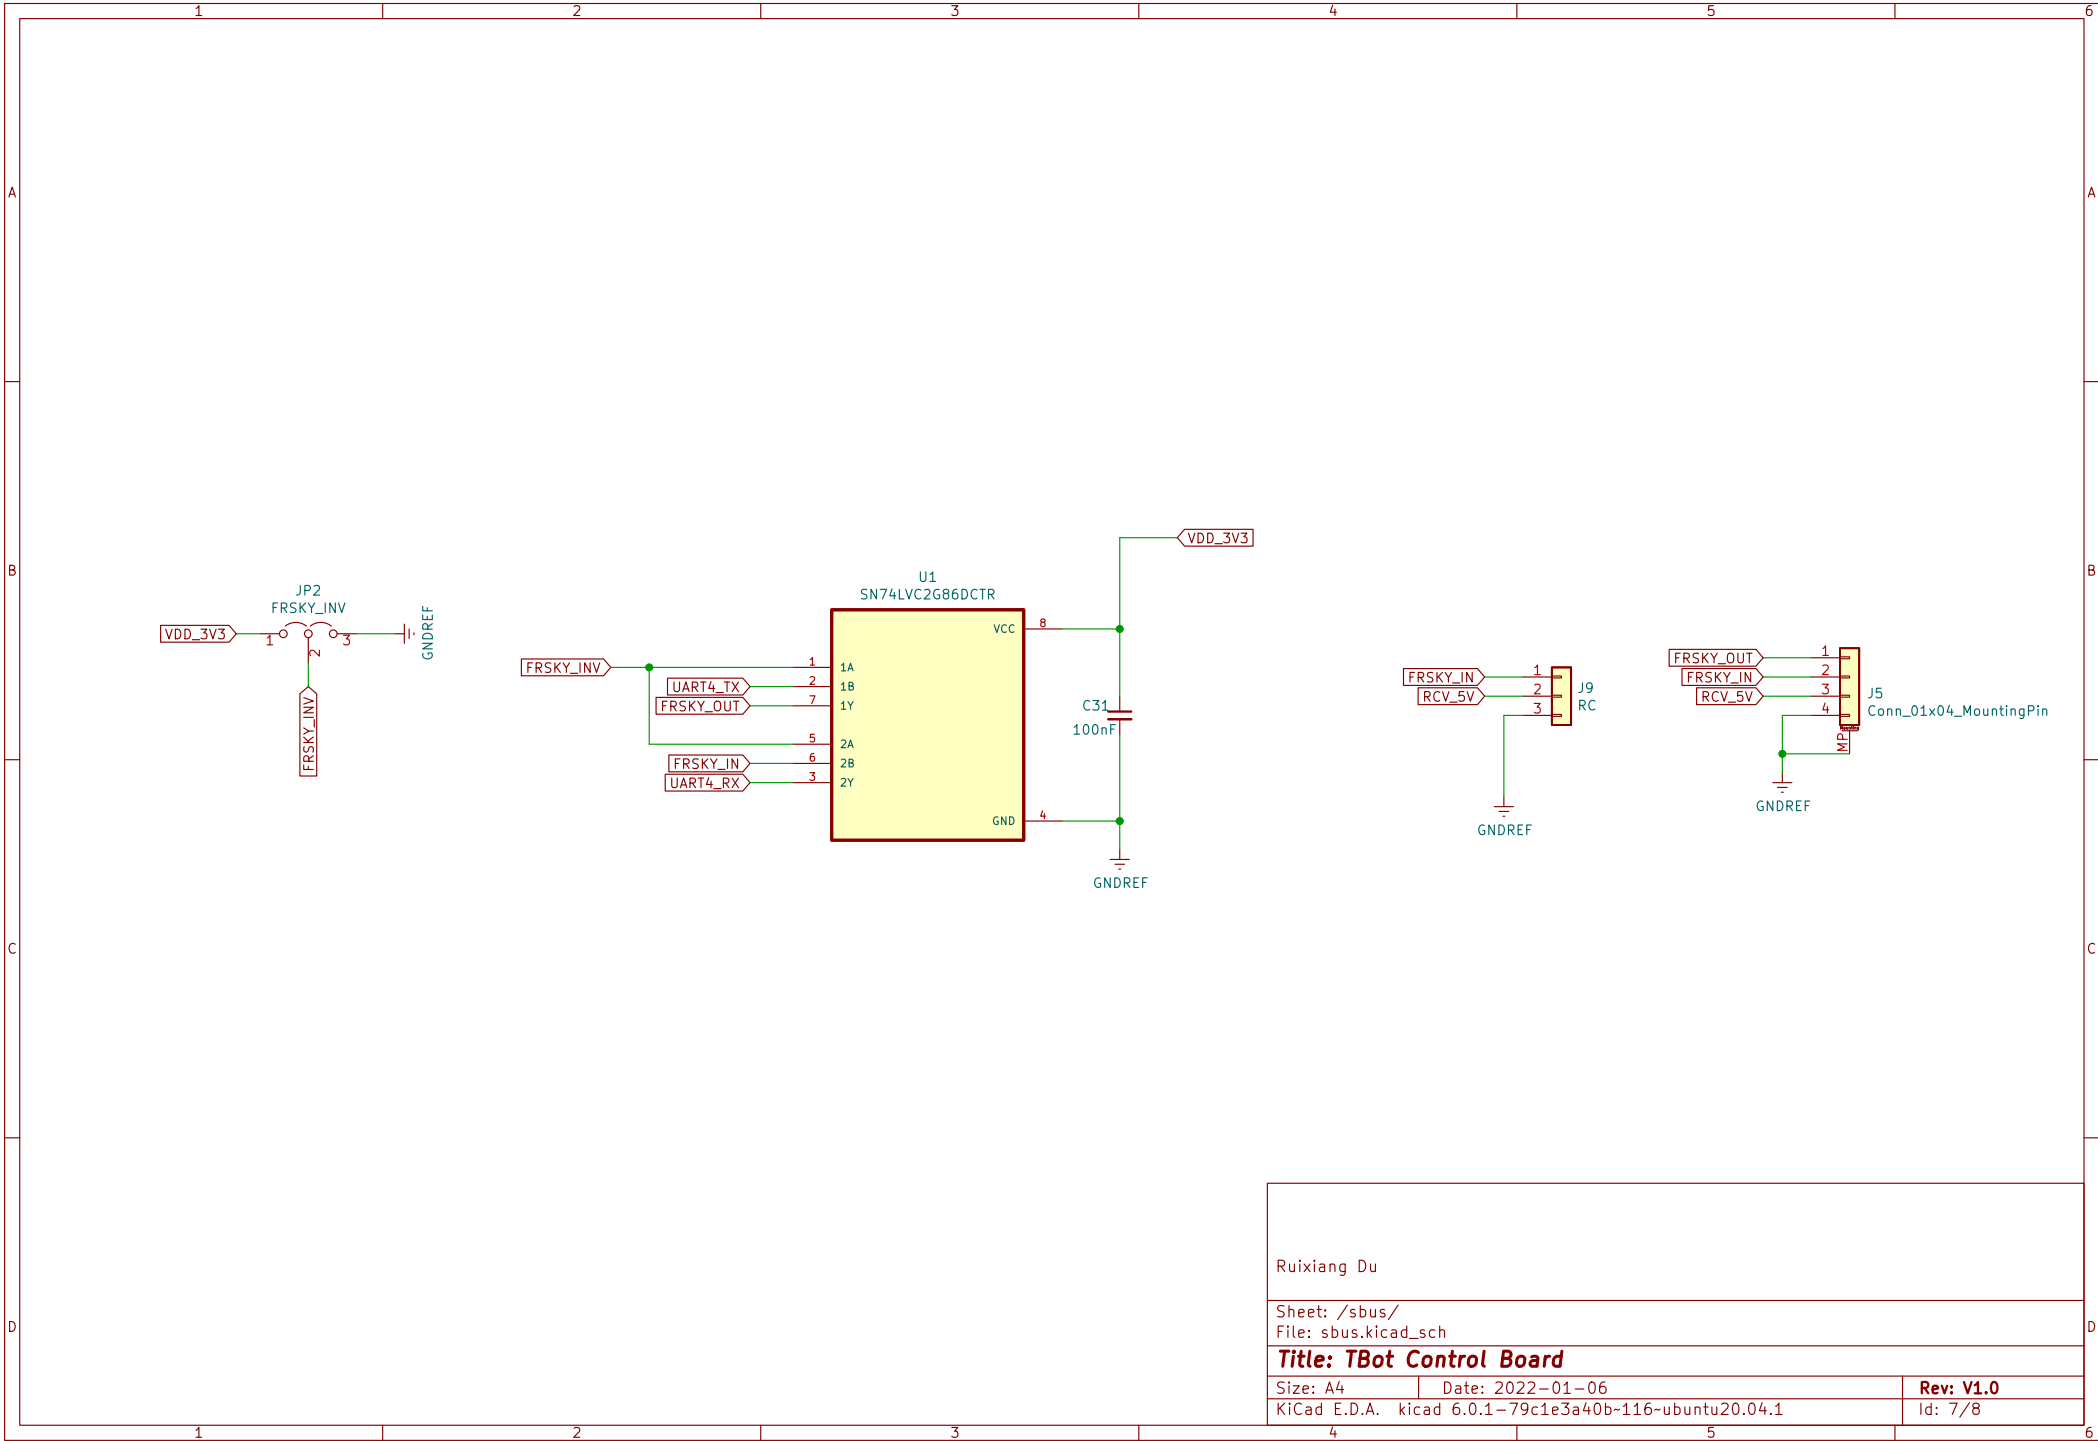 1 2 3 4 5 6
A A
VDD_3V3
B B
U1
SN74LVC2G86DCTR
JP2
FRSKY_INV
GNDREF
VDD_3V3
1 2 3
FRSKY_INV
VCC 8
FRSKY_INV 1 1A
UART4_TX 2 1B
FRSKY_OUT 7 1Y
5 2A
FRSKY_IN 6 2B
UART4_RX 3 2Y
GND 4
C31
100nF
GNDREF
FRSKY_IN 1
RCV_5V 2
3
J9
RC
GNDREF
FRSKY_OUT 1
FRSKY_IN 2
RCV_5V 3
4
J5
Conn_01x04_MountingPin
MP
GNDREF
C C
Ruixiang Du
Sheet: /sbus/
File: sbus.kicad_sch
D D
Title: TBot Control Board
Size: A4 Date: 2022-01-06 Rev: V1.0
KiCad E.D.A. kicad 6.0.1-79c1e3a40b~116~ubuntu20.04.1 Id: 7/8
1 2 3 4 5 6